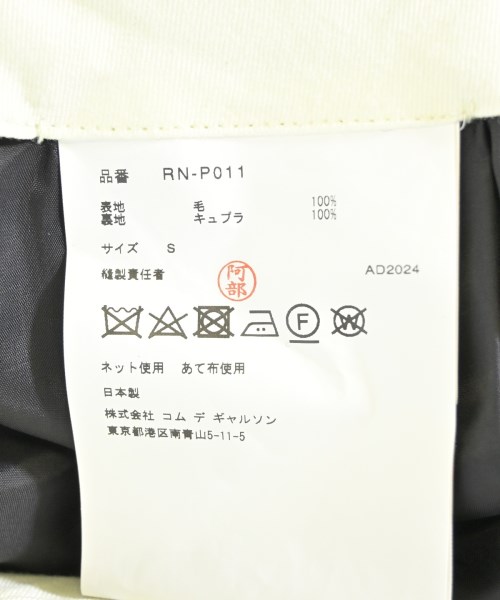 品番 RN-P011
表地 毛 100%
裏地 キュプラ 100%
サイズ S
縫製責任者 阿部 AD2024
F W
ネット使用 あて布使用
日本製
株式会社 コム デ ギャルソン
東京都港区南青山5-11-5